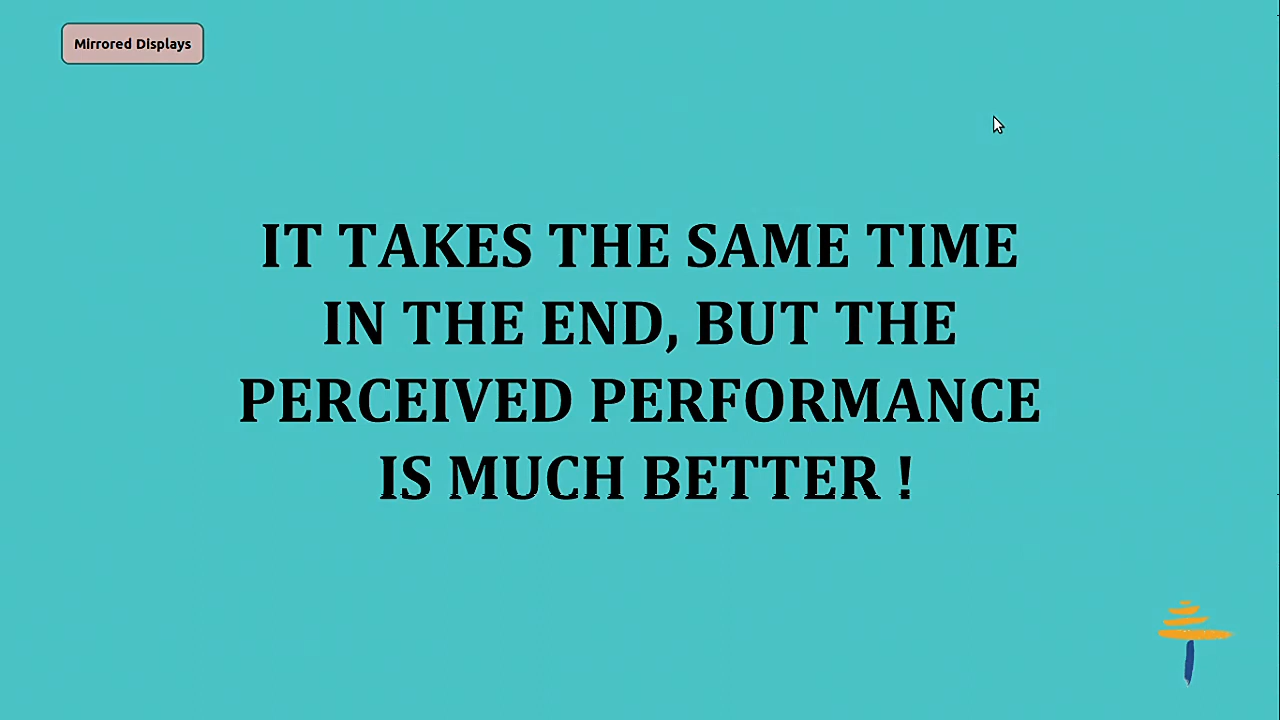 Mirrored Displays
IT TAKES THE SAME TIME
IN THE END, BUT THE
PERCEIVED PERFORMANCE
IS MUCH BETTER !